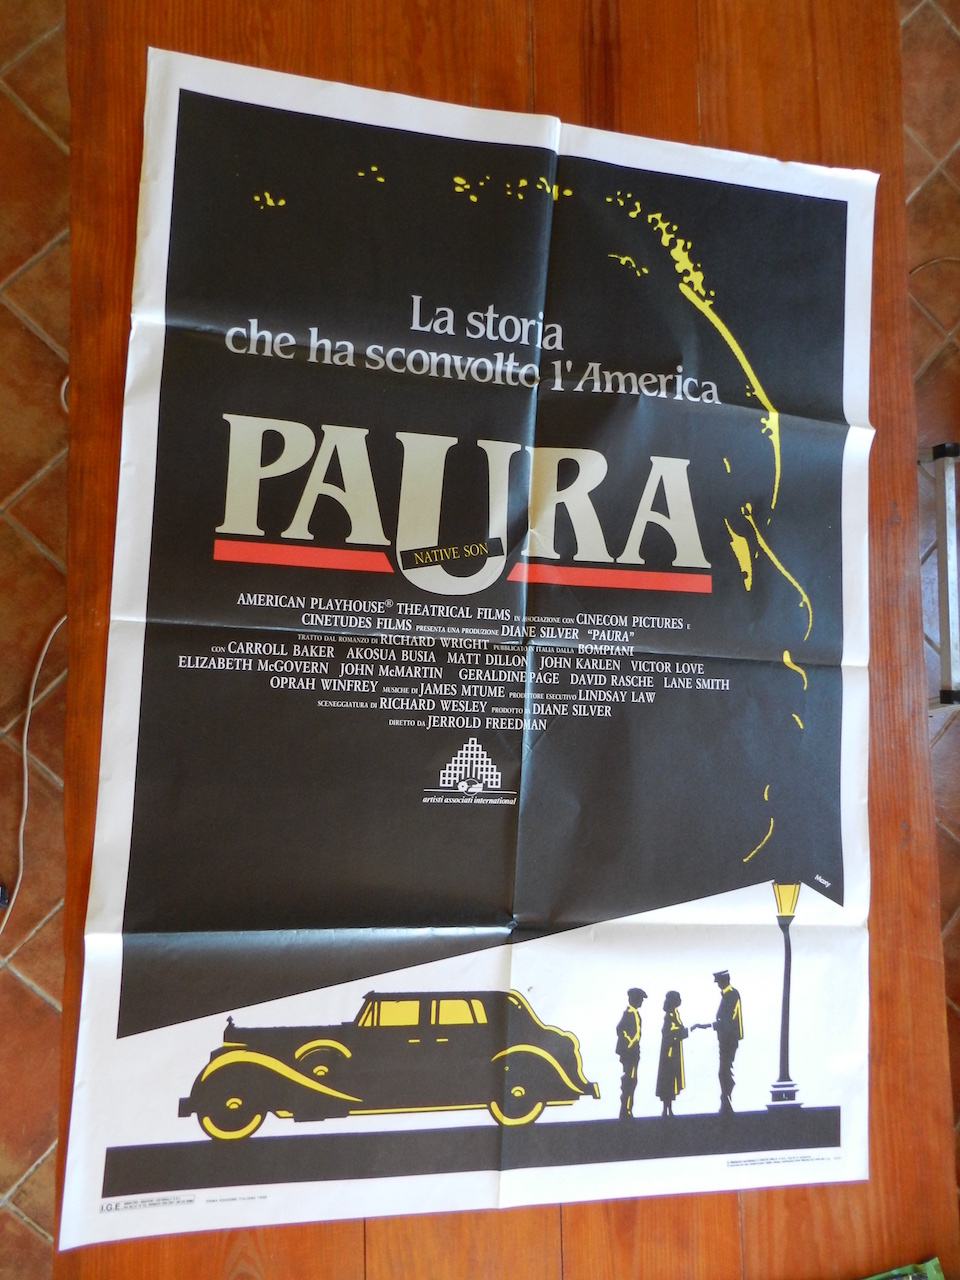 La storia
che ha sconvolto l'America
PAURA
NATIVE SON
AMERICAN PLAYHOUSE® THEATRICAL FILMS IN ASSOCIAZIONE CON CINECOM PICTURES E
CINETUDES FILMS PRESENTA UNA PRODUZIONE DIANE SILVER "PAURA"
TRATTO DAL ROMANZO DI RICHARD WRIGHT PUBBLICATO IN ITALIA DALLA BOMPIANI
CON CARROLL BAKER AKOSUA BUSIA MATT DILLON JOHN KARLEN VICTOR LOVE
ELIZABETH McGOVERN JOHN McMARTIN GERALDINE PAGE DAVID RASCHE LANE SMITH
OPRAH WINFREY MUSICHE DI JAMES MTUME PRODUTTORE ESECUTIVO LINDSAY LAW
SCENEGGIATURA DI RICHARD WESLEY PRODOTTO DA DIANE SILVER
DIRETTO DA JERROLD FREEDMAN
artisti associati international
I.G.E.